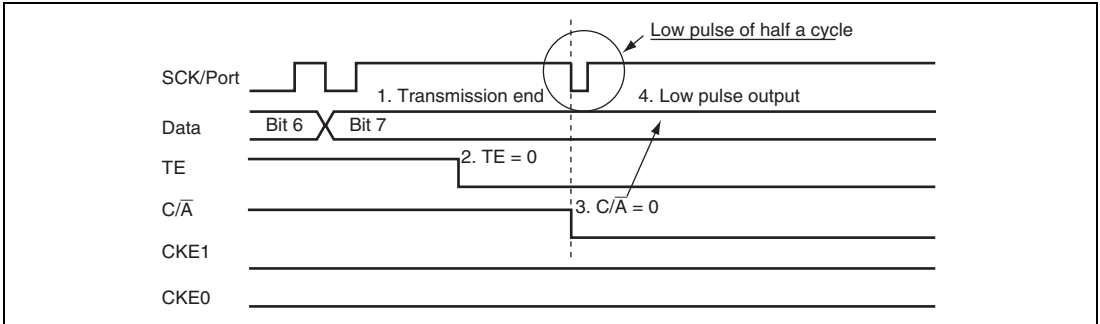 Low pulse of half a cycle
SCK/Port
1. Transmission end
4. Low pulse output
Data
Bit 6
Bit 7
TE
2. TE = 0
C/A̅
3. C/A̅ = 0
CKE1
CKE0